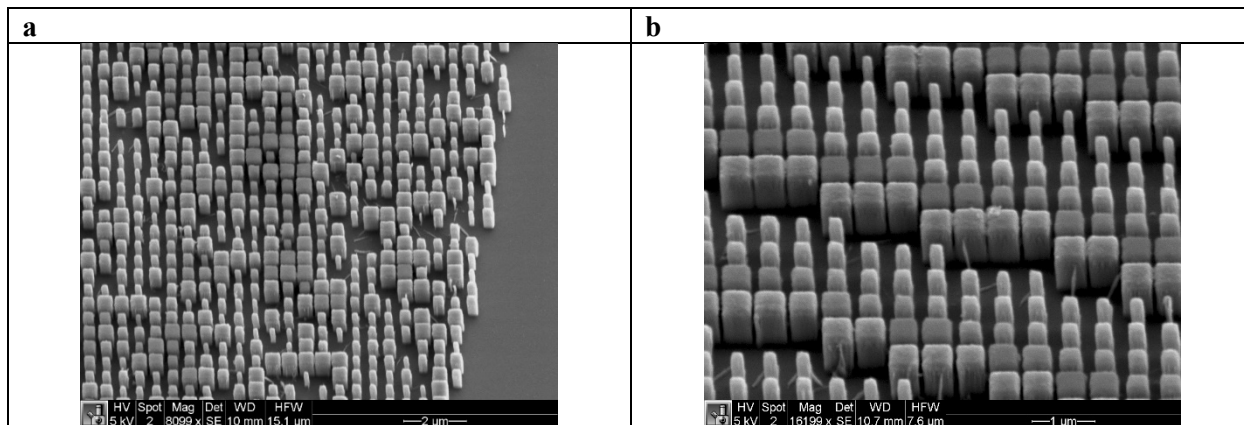 a
b
HV Spot Mag Det WD HFW
5 kV 2 8099 x SE 10 mm 15.1 µm
2 µm
HV Spot Mag Det WD HFW
5 kV 2 16199 x SE 10.7 mm 7.6 µm
1 µm